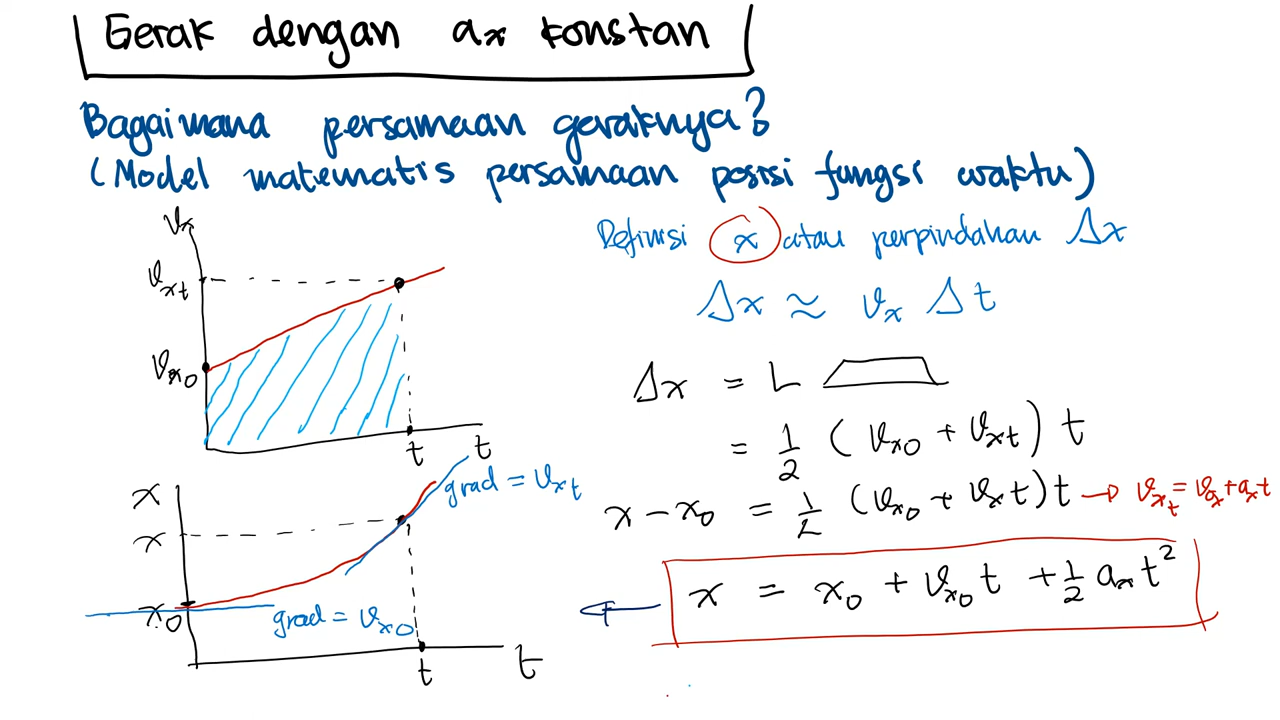 Gerak dengan ax konstan
Bagaimana persamaan geraknya?
(Model matematis persamaan posisi fungsi waktu)
vx
vxt
vx0
t t
Definisi x atau perpindahan Δx
Δx ≈ vx Δt
Δx = L
= 1/2 (vx0 + vxt) t
x − x0 = 1/2 (vx0 + vxt) t → vxt = v0x + axt
x = x0 + vx0 t + 1/2 ax t²
x
x
x0
grad = vxt
grad = vx0
t t